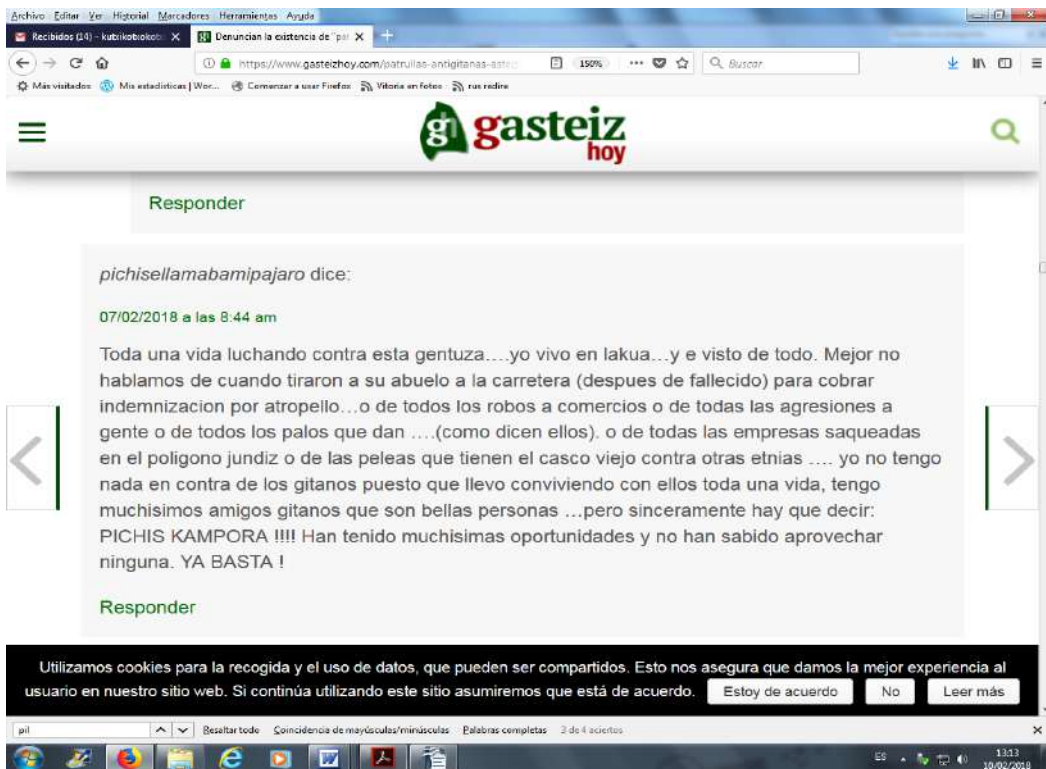 Archivo Editar Ver Historial Marcadores Herramientas Ayuda
Recibidos (14) – kutxikotxokot
Denuncian la existencia de "pat
https://www.gasteizhoy.com/patrullas-antigitanas-aste
150%
Buscar
Más visitados
Mis estadísticas | Wor...
Comenzar a usar Firefox
Vitoria en fotos
rus redire
gh gasteiz
hoy
Responder
pichisellamabamipajaro dice:
07/02/2018 a las 8:44 am
Toda una vida luchando contra esta gentuza….yo vivo en lakua…y e visto de todo. Mejor no
hablamos de cuando tiraron a su abuelo a la carretera (despues de fallecido) para cobrar
indemnizacion por atropello…o de todos los robos a comercios o de todas las agresiones a
gente o de todos los palos que dan ….(como dicen ellos). o de todas las empresas saqueadas
en el poligono jundiz o de las peleas que tienen el casco viejo contra otras etnias …. yo no tengo
nada en contra de los gitanos puesto que llevo conviviendo con ellos toda una vida, tengo
muchisimos amigos gitanos que son bellas personas …pero sinceramente hay que decir:
PICHIS KAMPORA !!!! Han tenido muchisimas oportunidades y no han sabido aprovechar
ninguna. YA BASTA !
Responder
Utilizamos cookies para la recogida y el uso de datos, que pueden ser compartidos. Esto nos asegura que damos la mejor experiencia al
usuario en nuestro sitio web. Si continúa utilizando este sitio asumiremos que está de acuerdo. Estoy de acuerdo No Leer más
pil
Resaltar todo Coincidencia de mayúsculas/minúsculas Palabras completas 3 de 4 aciertos
ES
13:13
10/02/2018